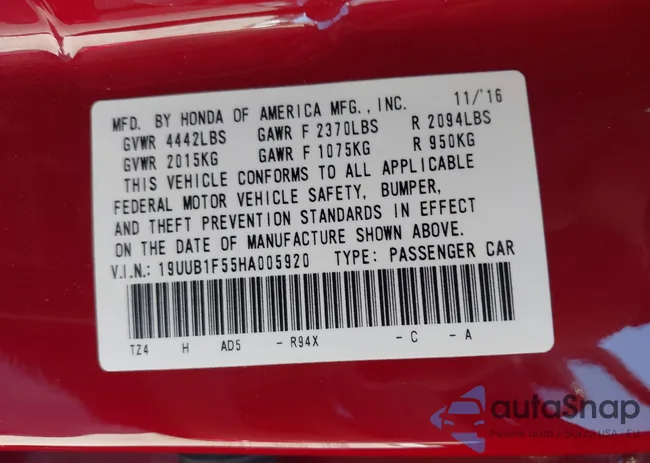 MFD. BY HONDA OF AMERICA MFG., INC. 11/'16
GVWR 4442LBS GAWR F 2370LBS R 2094LBS
GVWR 2015KG GAWR F 1075KG R 950KG
THIS VEHICLE CONFORMS TO ALL APPLICABLE
FEDERAL MOTOR VEHICLE SAFETY, BUMPER,
AND THEFT PREVENTION STANDARDS IN EFFECT
ON THE DATE OF MANUFACTURE SHOWN ABOVE.
V.I.N.: 19UUB1F55HA005920 TYPE: PASSENGER CAR
TZ4 H AD5 - R94X - C - A
autoSnap